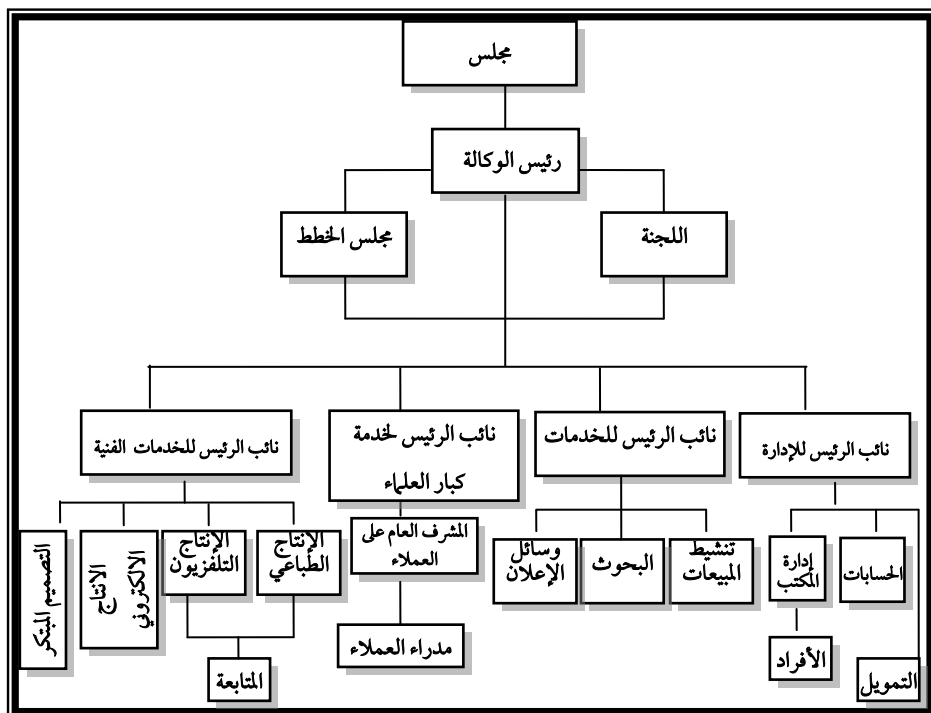 مجلس
رئيس الوكالة
اللجنة
مجلس الخطط
نائب الرئيس للإدارة
نائب الرئيس للخدمات
نائب الرئيس لخدمة
كبار العلماء
نائب الرئيس للخدمات الفنية
الحسابات
إدارة
المكتب
تنشيط
المبيعات
البحوث
وسائل
الإعلان
المشرف العام على
العملاء
الإنتاج
الطباعي
الإنتاج
التلفزيون
الانتاج
الالكتروني
التصميم المبتكر
التمويل
الأفراد
مدراء العملاء
المتابعة